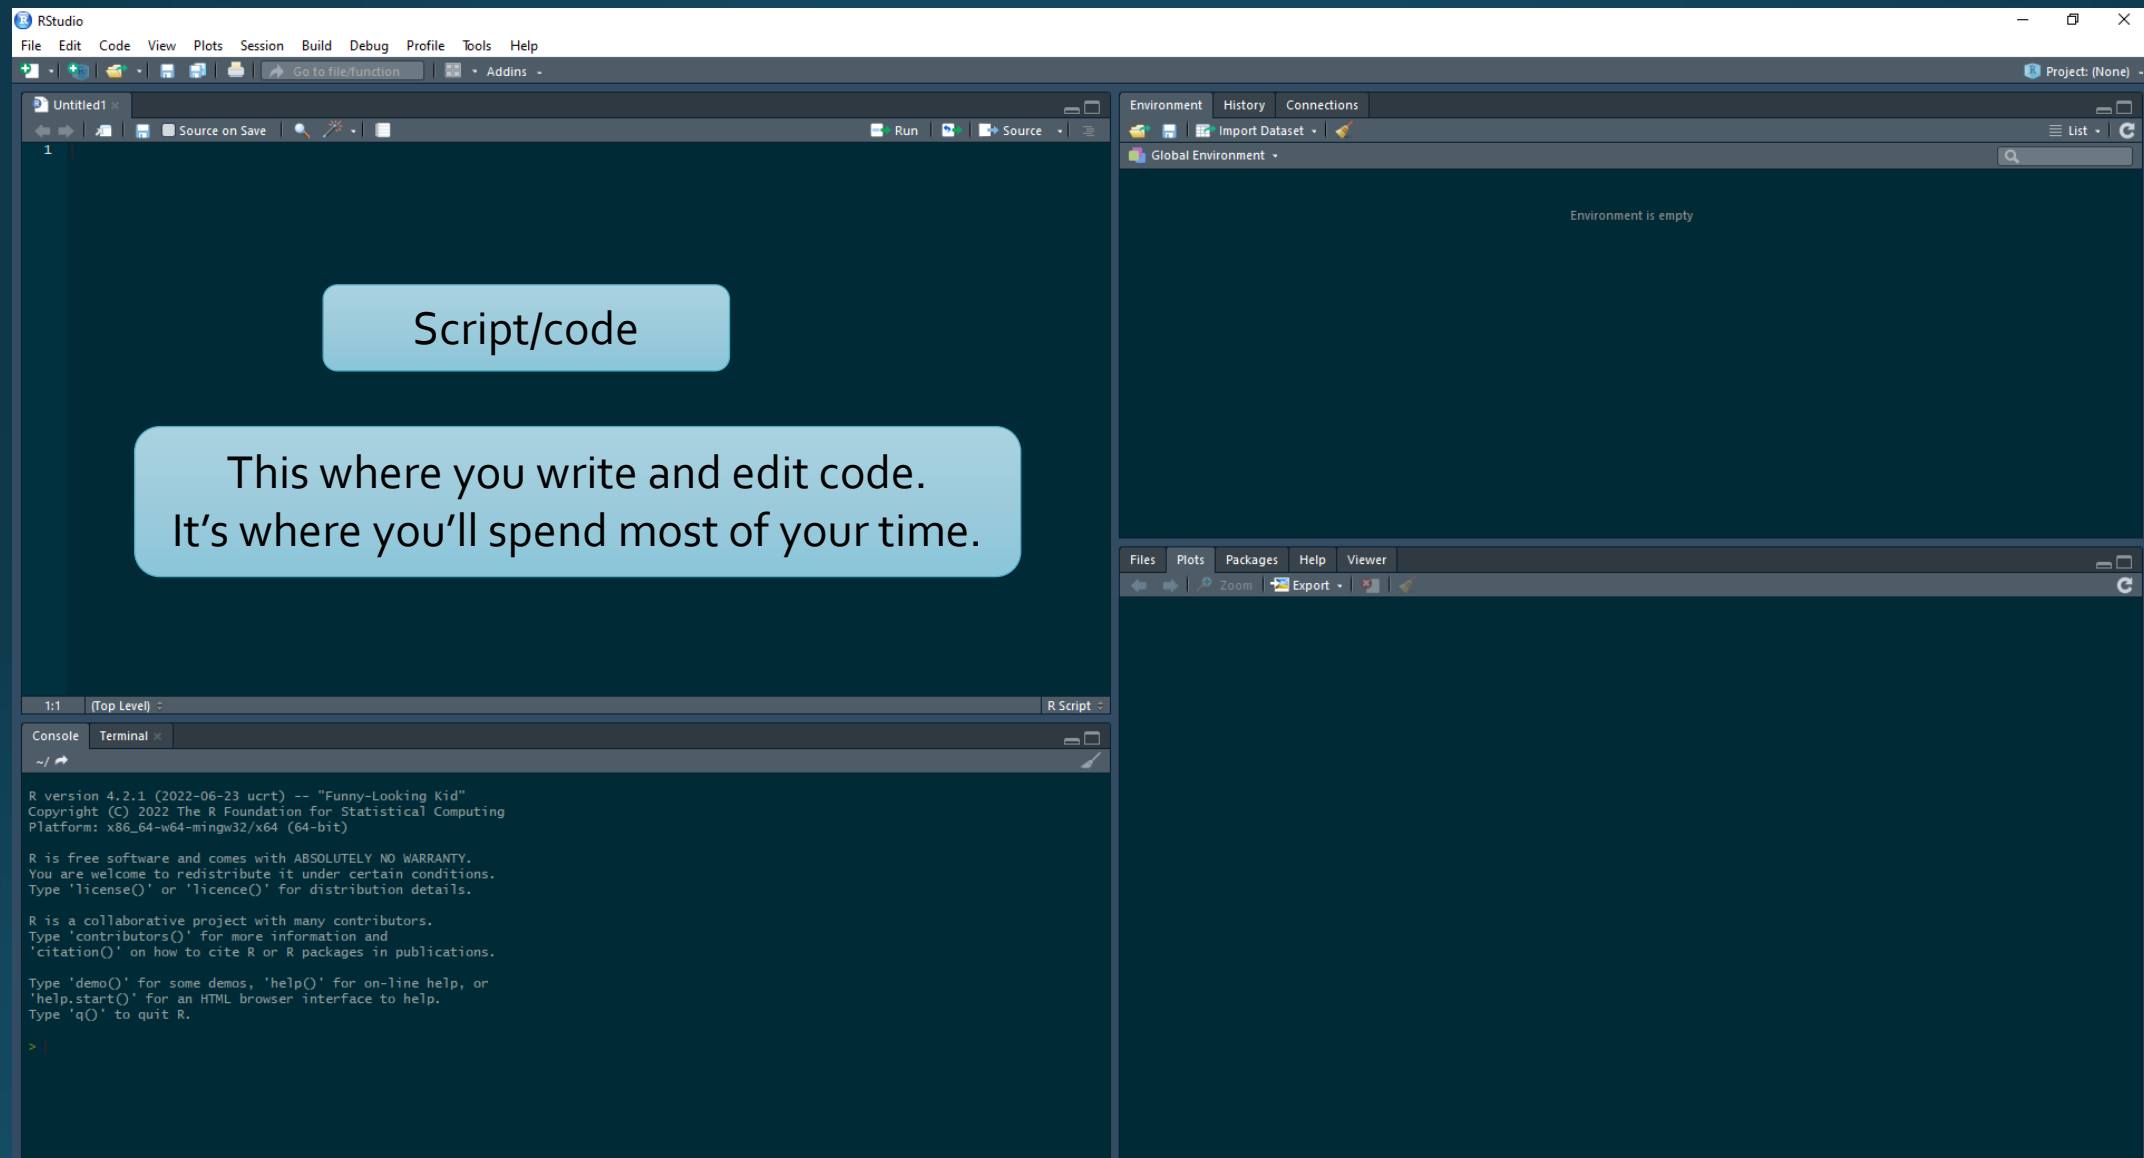 RStudio
File Edit Code View Plots Session Build Debug Profile Tools Help
Go to file/function Addins Project: (None)
Untitled1
Source on Save Run Source
1
Script/code
This where you write and edit code.
It’s where you’ll spend most of your time.
1:1 (Top Level) R Script
Console Terminal
~/
R version 4.2.1 (2022-06-23 ucrt) -- "Funny-Looking Kid"
Copyright (C) 2022 The R Foundation for Statistical Computing
Platform: x86_64-w64-mingw32/x64 (64-bit)
R is free software and comes with ABSOLUTELY NO WARRANTY.
You are welcome to redistribute it under certain conditions.
Type 'license()' or 'licence()' for distribution details.
R is a collaborative project with many contributors.
Type 'contributors()' for more information and
'citation()' on how to cite R or R packages in publications.
Type 'demo()' for some demos, 'help()' for on-line help, or
'help.start()' for an HTML browser interface to help.
Type 'q()' to quit R.
>
Environment History Connections
Import Dataset List
Global Environment
Environment is empty
Files Plots Packages Help Viewer
Zoom Export